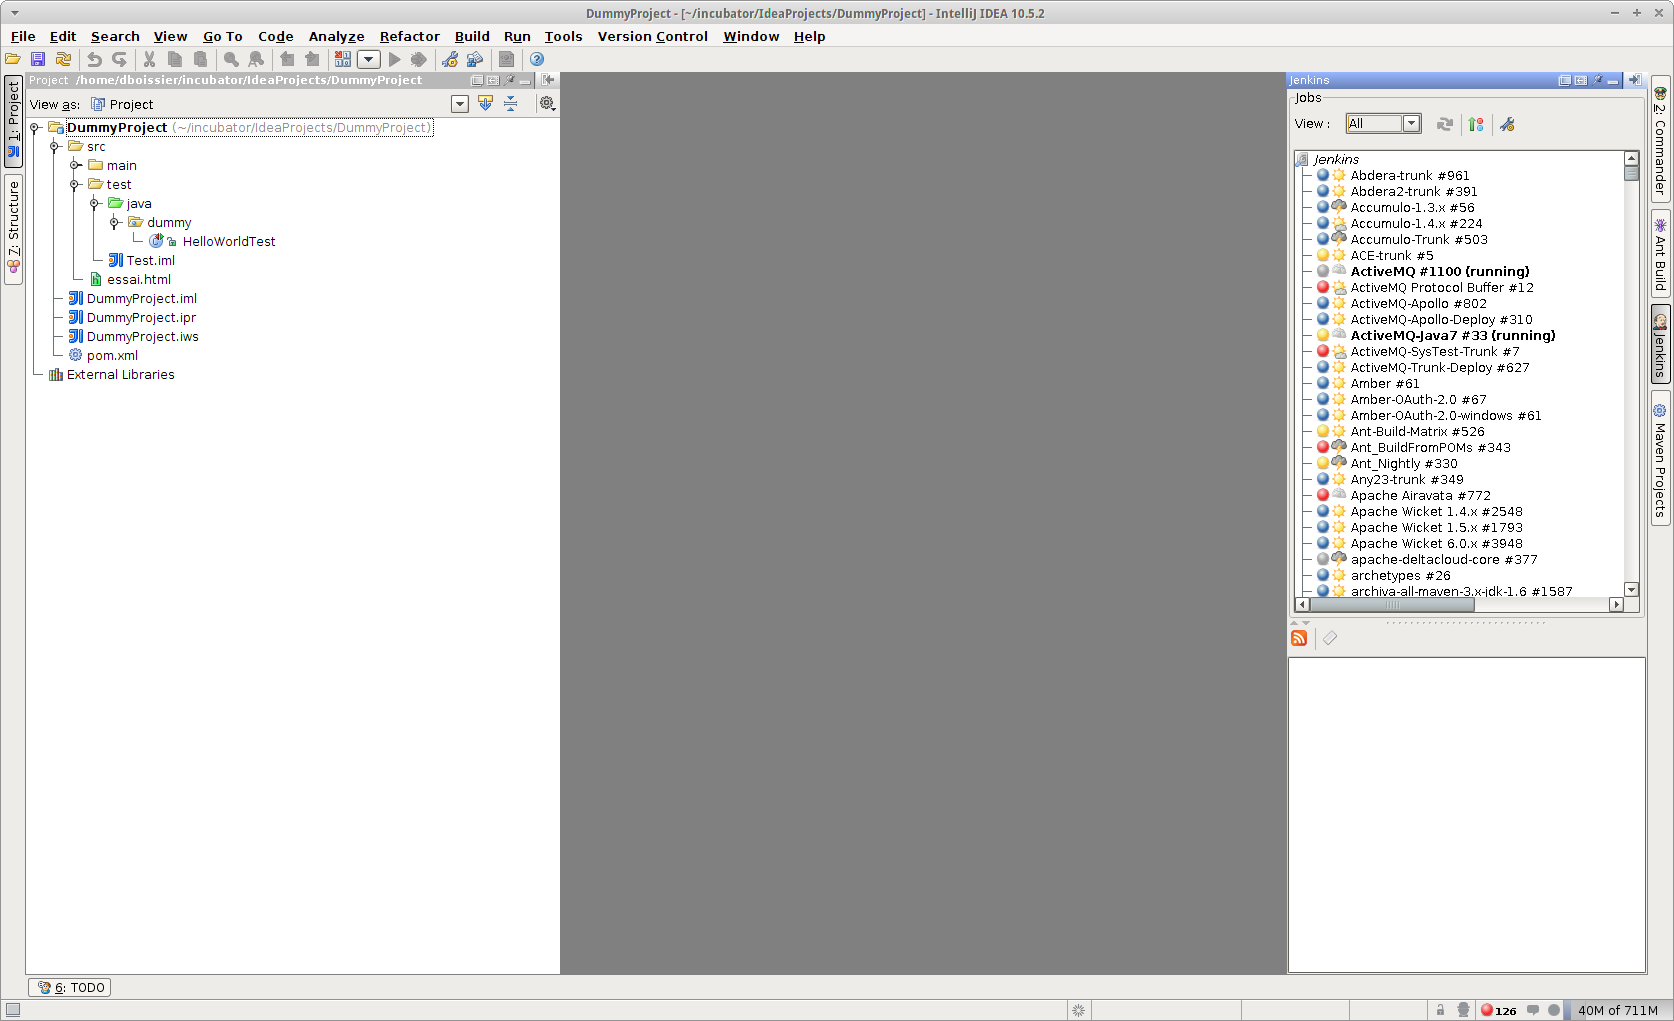 DummyProject - [~/incubator/IdeaProjects/DummyProject] - IntelliJ IDEA 10.5.2
File Edit Search View Go To Code Analyze Refactor Build Run Tools Version Control Window Help
Project /home/dboissier/incubator/IdeaProjects/DummyProject
View as: Project
1: Project
7: Structure
DummyProject (~/incubator/IdeaProjects/DummyProject)
src
main
test
java
dummy
HelloWorldTest
Test.iml
essai.html
DummyProject.iml
DummyProject.ipr
DummyProject.iws
pom.xml
External Libraries
Jenkins
Jobs
View : All
Jenkins
Abdera-trunk #961
Abdera2-trunk #391
Accumulo-1.3.x #56
Accumulo-1.4.x #224
Accumulo-Trunk #503
ACE-trunk #5
ActiveMQ #1100 (running)
ActiveMQ Protocol Buffer #12
ActiveMQ-Apollo #802
ActiveMQ-Apollo-Deploy #310
ActiveMQ-Java7 #33 (running)
ActiveMQ-SysTest-Trunk #7
ActiveMQ-Trunk-Deploy #627
Amber #61
Amber-OAuth-2.0 #67
Amber-OAuth-2.0-windows #61
Ant-Build-Matrix #526
Ant_BuildFromPOMs #343
Ant_Nightly #330
Any23-trunk #349
Apache Airavata #772
Apache Wicket 1.4.x #2548
Apache Wicket 1.5.x #1793
Apache Wicket 6.0.x #3948
apache-deltacloud-core #377
archetypes #26
archiva-all-maven-3.x-jdk-1.6 #1587
2: Commander
Ant Build
Jenkins
Maven Projects
6: TODO
126
40M of 711M